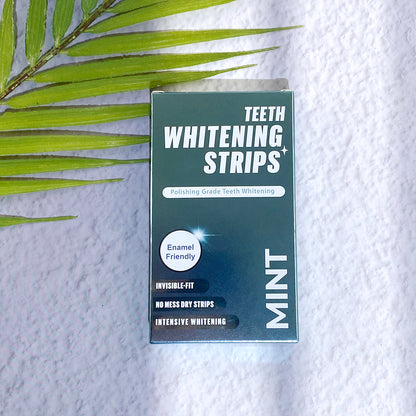 TEETH
WHITENING
STRIPS
Polishing Grade Teeth Whitening
Enamel
Friendly
INVISIBLE-FIT
NO MESS DRY STRIPS
INTENSIVE WHITENING
MINT